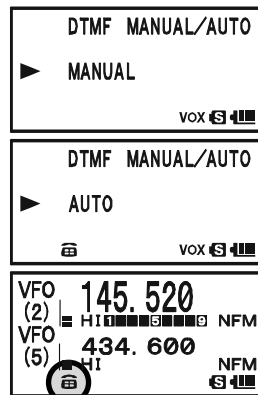 DTMF MANUAL/AUTO
MANUAL
VOX S
DTMF MANUAL/AUTO
AUTO
VOX S
VFO 145.520
(2) HI 1 5 9 NFM
VFO 434.600
(5) HI NFM
S